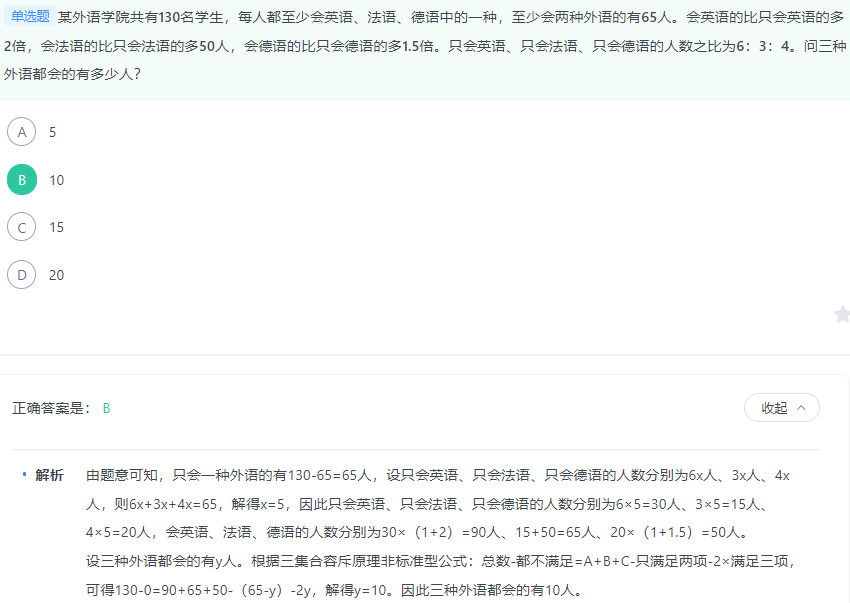 单选题 某外语学院共有130名学生，每人都至少会英语、法语、德语中的一种，至少会两种外语的有65人。会英语的比只会英语的多
2倍，会法语的比只会法语的多50人，会德语的比只会德语的多1.5倍。只会英语、只会法语、只会德语的人数之比为6：3：4。问三种
外语都会的有多少人？
A 5
B 10
C 15
D 20
正确答案是： B
收起
解析 由题意可知，只会一种外语的有130-65=65人，设只会英语、只会法语、只会德语的人数分别为6x人、3x人、4x
人，则6x+3x+4x=65，解得x=5，因此只会英语、只会法语、只会德语的人数分别为6×5=30人、3×5=15人、
4×5=20人，会英语、法语、德语的人数分别为30×（1+2）=90人、15+50=65人、20×（1+1.5）=50人。
设三种外语都会的有y人。根据三集合容斥原理非标准型公式：总数-都不满足=A+B+C-只满足两项-2×满足三项，
可得130-0=90+65+50-（65-y）-2y，解得y=10。因此三种外语都会的有10人。